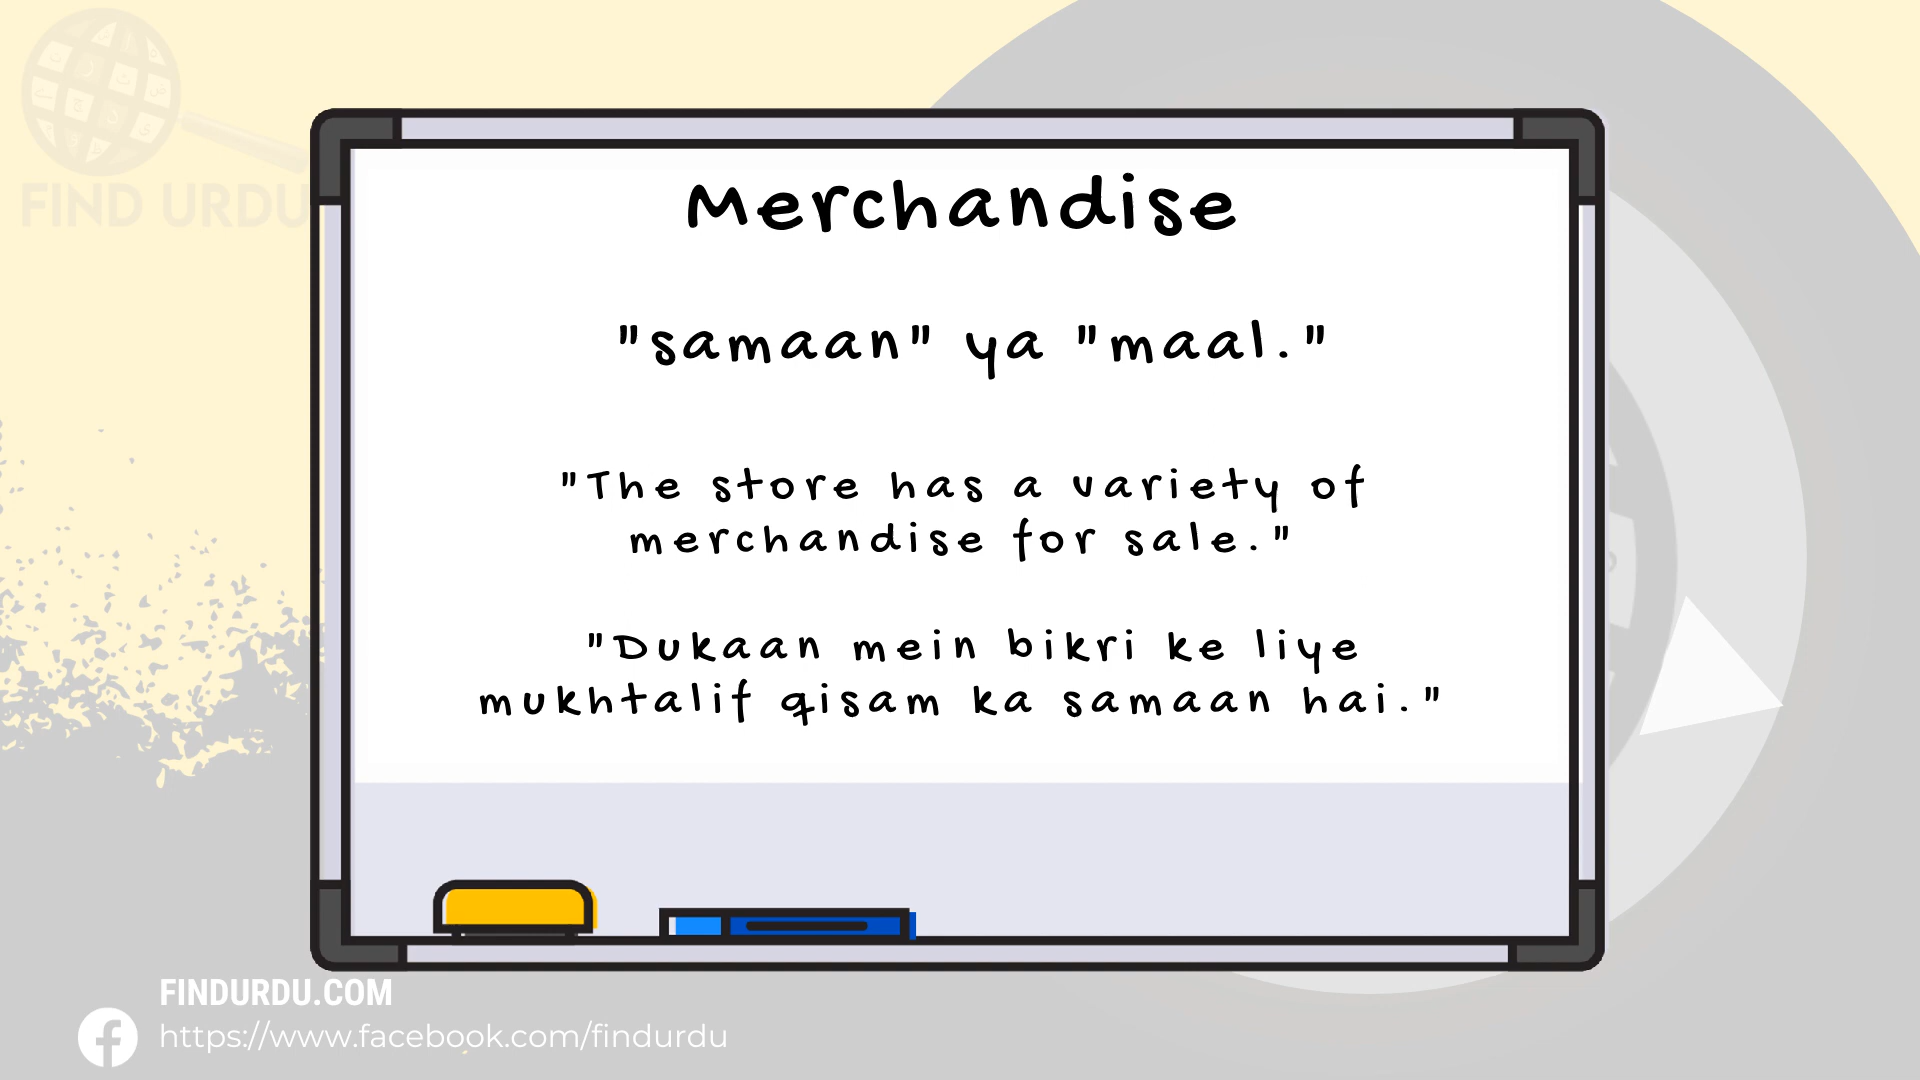 FIND URDU
Merchandise
"samaan" ya "maal."
"The store has a variety of
merchandise for sale."
"Dukaan mein bikri ke liye
mukhtalif qisam ka samaan hai."
FINDURDU.COM
https://www.facebook.com/findurdu